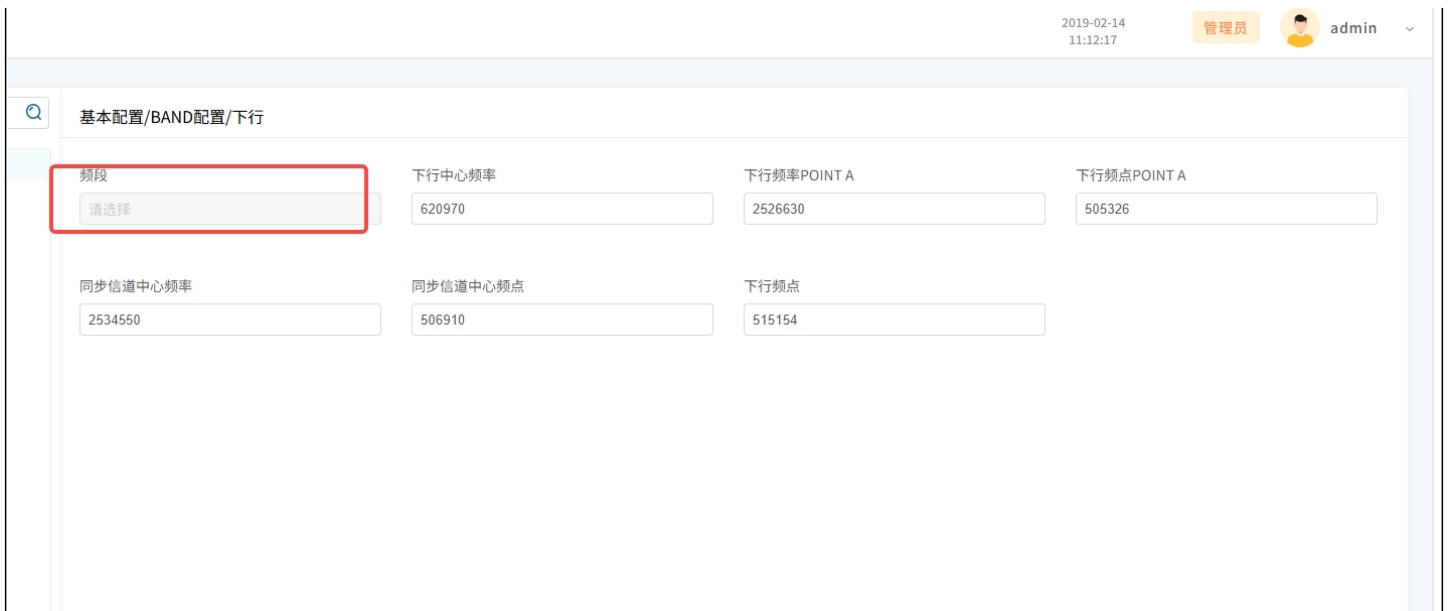 2019-02-14
11:12:17
管理员
admin
基本配置/BAND配置/下行
频段
下行中心频率
下行频率POINT A
下行频点POINT A
请选择
620970
2526630
505326
同步信道中心频率
同步信道中心频点
下行频点
2534550
506910
515154